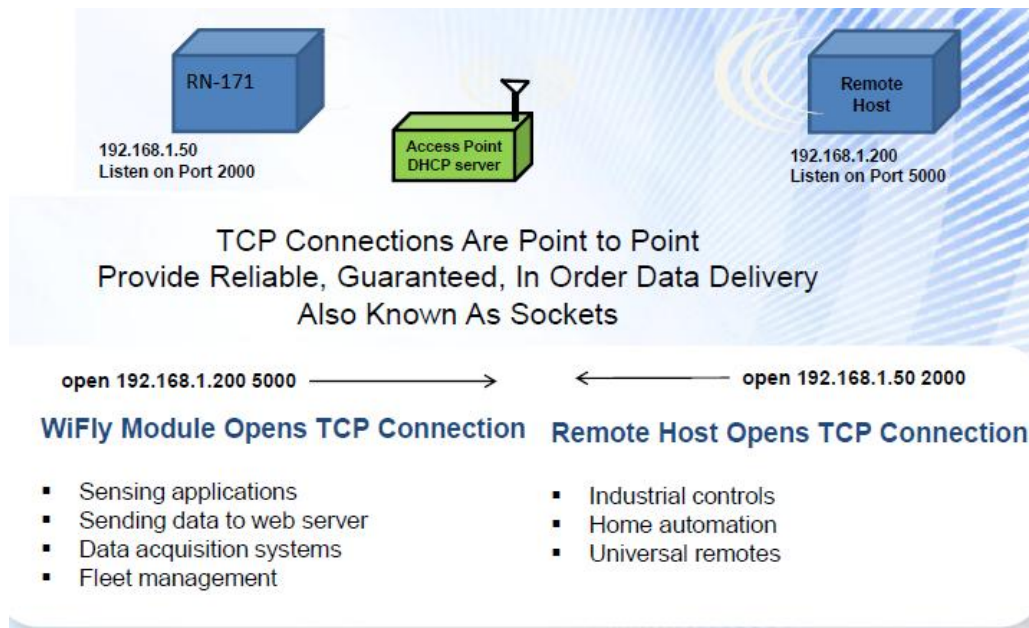 RN-171
192.168.1.50
Listen on Port 2000
Access Point
DHCP server
Remote
Host
192.168.1.200
Listen on Port 5000
TCP Connections Are Point to Point
Provide Reliable, Guaranteed, In Order Data Delivery
Also Known As Sockets
open 192.168.1.200 5000
WiFly Module Opens TCP Connection
▪ Sensing applications
▪ Sending data to web server
▪ Data acquisition systems
▪ Fleet management
open 192.168.1.50 2000
Remote Host Opens TCP Connection
▪ Industrial controls
▪ Home automation
▪ Universal remotes